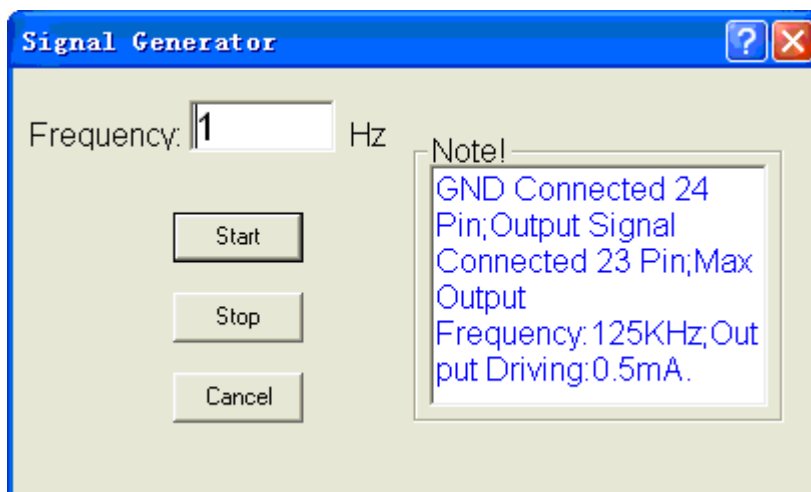 Signal Generator
Frequency: 1 Hz
Start
Stop
Cancel
Note!
GND Connected 24
Pin;Output Signal
Connected 23 Pin;Max
Output
Frequency:125KHz;Out
put Driving:0.5mA.